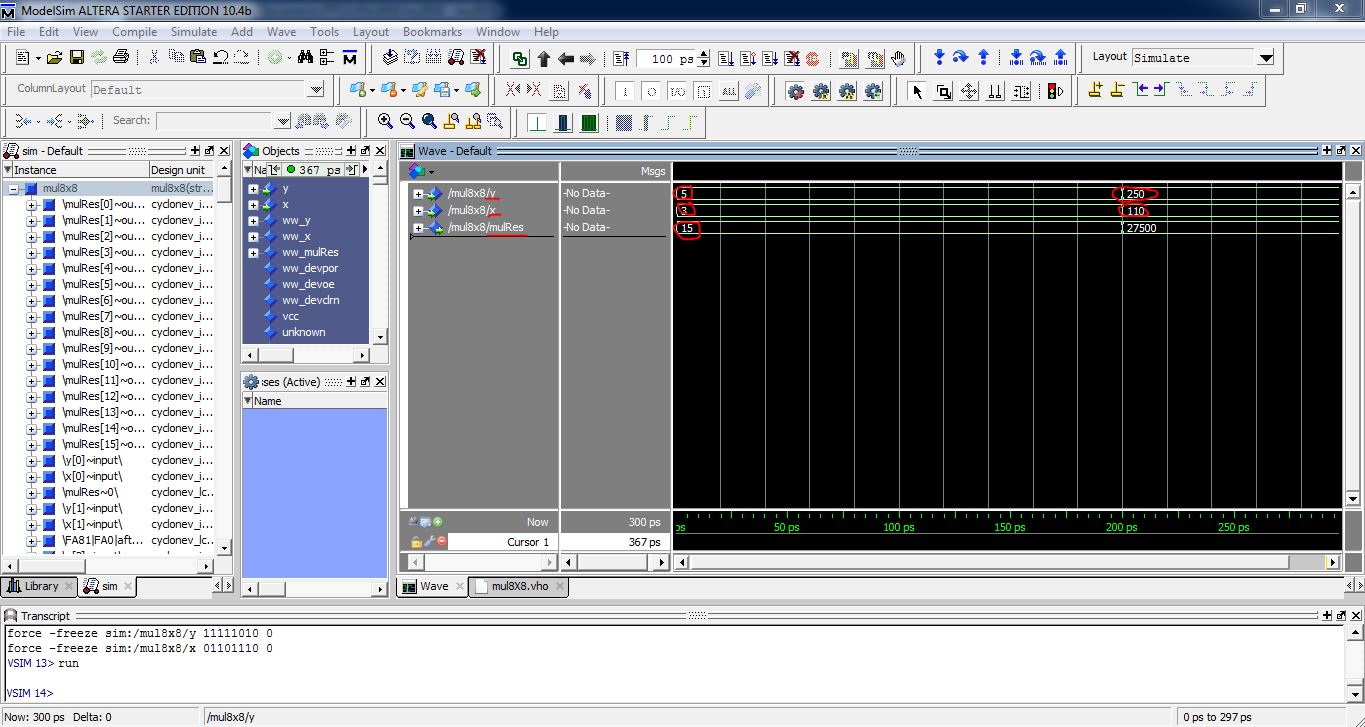 ModelSim ALTERA STARTER EDITION 10.4b
File Edit View Compile Simulate Add Wave Tools Layout Bookmarks Window Help
100 ps
Layout Simulate
ColumnLayout Default
ALL
Search:
sim - Default
Instance Design unit
mul8x8 mul8x8(str...
\mulRes[0]~ou... cyclonev_i...
\mulRes[1]~ou... cyclonev_i...
\mulRes[2]~ou... cyclonev_i...
\mulRes[3]~ou... cyclonev_i...
\mulRes[4]~ou... cyclonev_i...
\mulRes[5]~ou... cyclonev_i...
\mulRes[6]~ou... cyclonev_i...
\mulRes[7]~ou... cyclonev_i...
\mulRes[8]~ou... cyclonev_i...
\mulRes[9]~ou... cyclonev_i...
\mulRes[10]~o... cyclonev_i...
\mulRes[11]~o... cyclonev_i...
\mulRes[12]~o... cyclonev_i...
\mulRes[13]~o... cyclonev_i...
\mulRes[14]~o... cyclonev_i...
\mulRes[15]~o... cyclonev_i...
\y[0]~input\ cyclonev_i...
\x[0]~input\ cyclonev_i...
\mulRes~0\ cyclonev_lc...
\y[1]~input\ cyclonev_i...
\x[1]~input\ cyclonev_i...
\FA81|FA0|aft... cyclonev_lc...
Library sim
Objects
Na 367 ps
y
x
ww_y
ww_x
ww_mulRes
ww_devpor
ww_devoe
ww_devclrn
vcc
unknown
sses (Active)
Name
Wave - Default
Msgs
/mul8x8/y -No Data- 5 250
/mul8x8/x -No Data- 3 110
/mul8x8/mulRes -No Data- 15 27500
Now 300 ps
ps 50 ps 100 ps 150 ps 200 ps 250 ps
Cursor 1 367 ps
Wave mul8X8.vho
Transcript
force -freeze sim:/mul8x8/y 11111010 0
force -freeze sim:/mul8x8/x 01101110 0
VSIM 13> run
VSIM 14>
Now: 300 ps Delta: 0 /mul8x8/y 0 ps to 297 ps